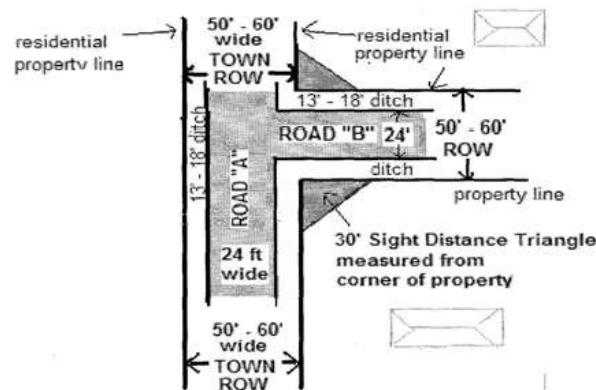 50' - 60'
wide
TOWN
ROW
residential
property line
residential
property line
13' - 18' ditch
ROAD "B"
24'
50' - 60'
ROW
13' - 18' ditch
ROAD "A"
ditch
property line
30' Sight Distance Triangle
measured from
corner of property
24 ft
wide
50' - 60'
wide
TOWN
ROW